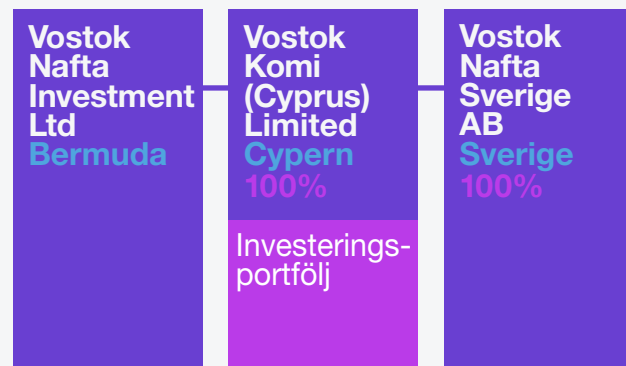 Vostok
Nafta
Investment
Ltd
Bermuda
Vostok
Komi
(Cyprus)
Limited
Cypern
100%
Investerings-
portfölj
Vostok
Nafta
Sverige
AB
Sverige
100%